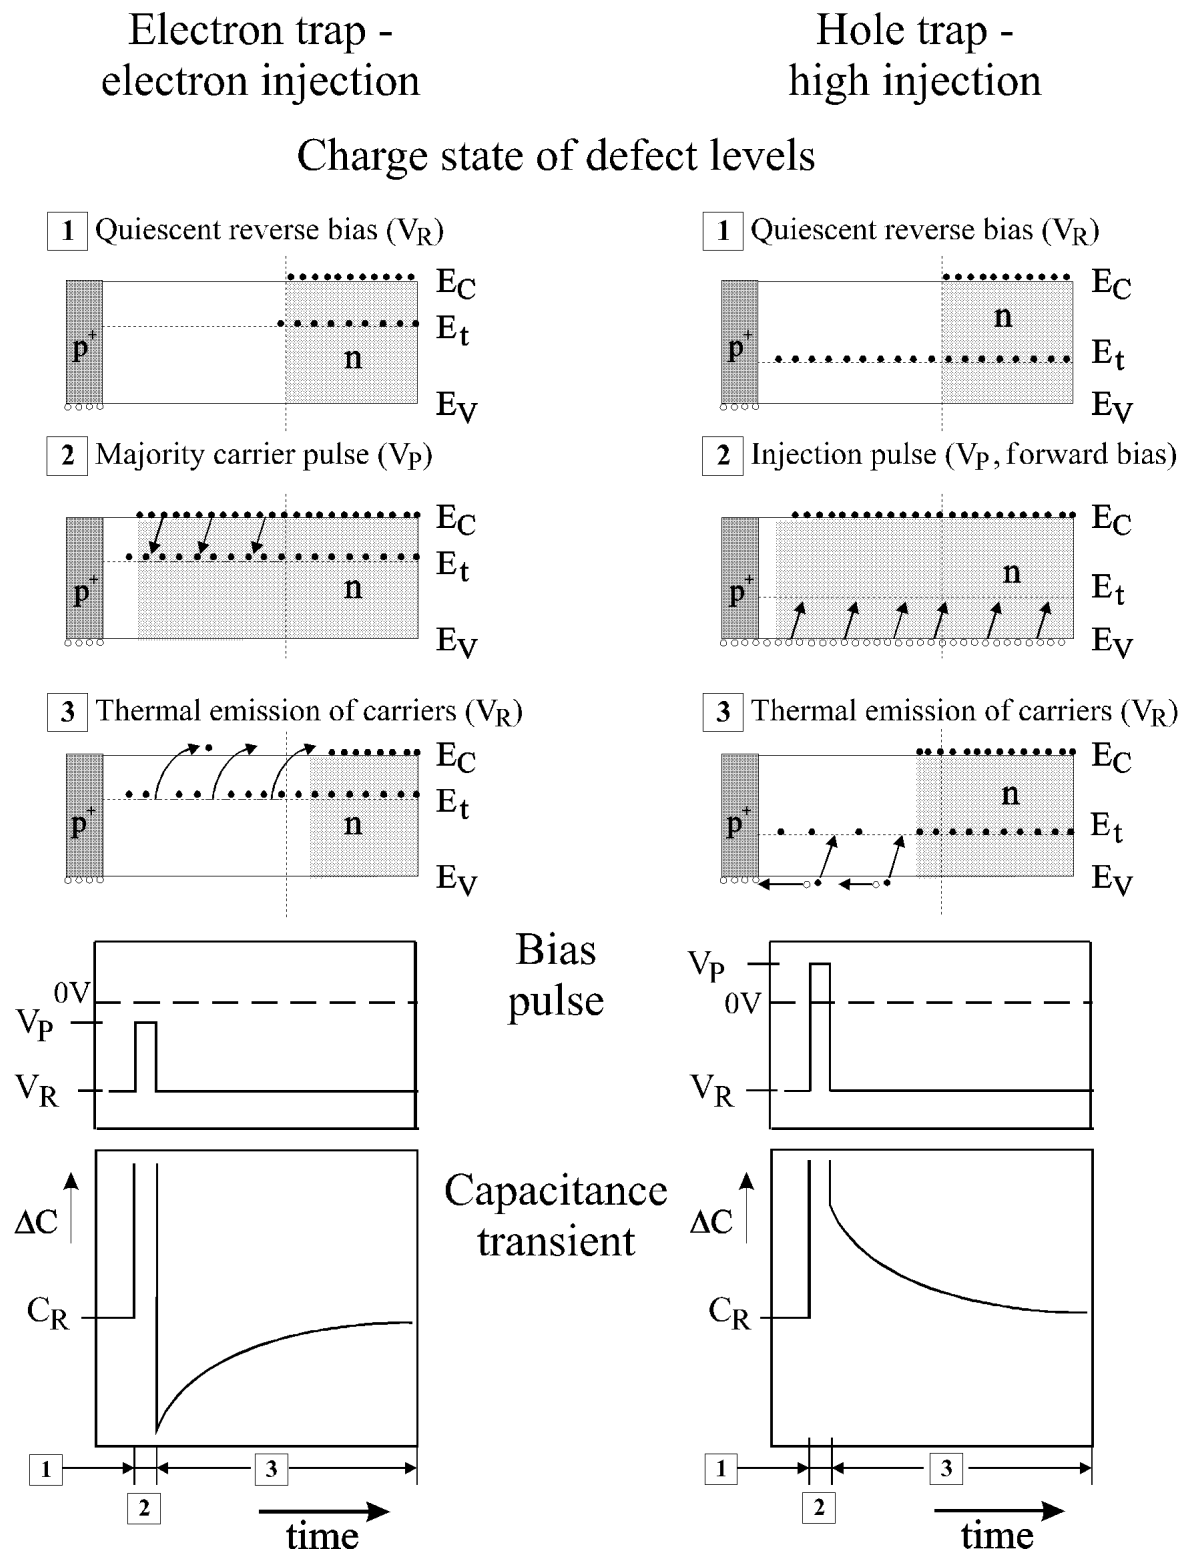 Electron trap -
electron injection
Hole trap -
high injection
Charge state of defect levels
1 Quiescent reverse bias (VR)
EC
Et
p+
n
EV
2 Majority carrier pulse (VP)
EC
Et
p+
n
EV
3 Thermal emission of carriers (VR)
EC
Et
p+
n
EV
1 Quiescent reverse bias (VR)
EC
n
p+
Et
EV
2 Injection pulse (VP, forward bias)
EC
n
p+
Et
EV
3 Thermal emission of carriers (VR)
EC
n
p+
Et
EV
Bias
pulse
0V
VP
VR
VP
0V
VR
Capacitance
transient
ΔC
CR
1
3
2
time
ΔC
CR
1
3
2
time